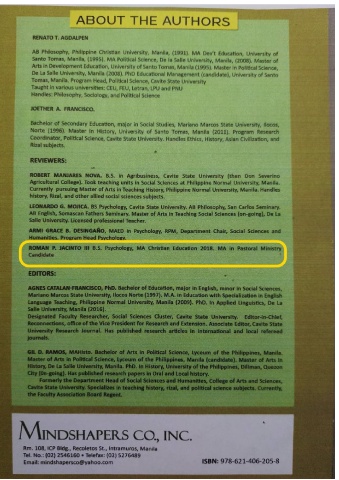 ABOUT THE AUTHORS
RENATO T. AGDALPEN
AB Philosophy, Philippine Christian University, Manila, (1991). MA Dev't Education, University of
Santo Tomas, Manila, (1995). MA Political Science, De La Salle University, Manila, (2008). Master of
Arts in Development Education, University of Santo Tomas, Manila (1995). Master in Political Science,
De La Salle University, Manila (2008). PhD Educational Management (candidate), University of Santo
Tomas, Manila. Program Head, Political Science, Cavite State University
Taught in various universities: CEU, FEU, Letran, LPU and PNU
Handles: Philosophy, Sociology, and Political Science
JOETHER A. FRANCISCO.
Bachelor of Secondary Education, major in Social Studies, Mariano Marcos State University, Ilocos,
Norte (1996). Master in History, University of Santo Tomas, Manila (2011), Program Research
Coordinator, Political Science, Cavite State University. Handles Ethics, History, Asian Civilization, and
Rizal subjects.
REVIEWERS:
ROBERT MANJARES NOVA, B.S. in Agribusiness, Cavite State University (then Don Severino
Agricultural College). Took teaching units in Social Sciences at Philippine Normal University, Manila.
Currently pursuing Master of Arts in Teaching History, Philippine Normal University, Manila. Handles
history, Rizal, and other allied social sciences subjects.
LEONARDO G. MOJICA, BS Psychology, Cavite State University. AB Philosophy, San Carlos Seminary.
AB English, Somascan Fathers Seminary. Master of Arts in Teaching Social Sciences (on-going), De La
Salle University. Licensed professional Teacher.
ARMI GRACE B. DESINGAÑO, MAED in Psychology, RPM, Department Chair, Social Sciences and
Humanities. Program Head Psychology.
ROMAN P. JACINTO III B.S. Psychology, MA Christian Education 2018. MA in Pastoral Ministry
Candidate
EDITORS:
AGNES CATALAN-FRANCISCO, PhD. Bachelor of Education, major in English, minor in Social Sciences,
Mariano Marcos State University, Ilocos Norte (1997). M.A. in Education with Specialization in English
Language Teaching, Philippine Normal University, Manila (2009). PhD. in Applied Linguistics, De La
Salle University, Manila (2016).
Designated Faculty Researcher, Social Sciences Cluster, Cavite State University. Editor-in-Chief,
Reconnections, office of the Vice President for Research and Extension. Associate Editor, Cavite State
University Research Journal. Has published research articles in international and local refereed
journals.
GIL D. RAMOS, MAHisto. Bachelor of Arts in Political Science, Lyceum of the Philippines, Manila.
Master of Arts in Political Science, Lyceum of the Philippines, Manila (candidate). Master of Arts in
History, De La Salle University, Manila. PhD. in History, University of the Philippines, Diliman, Quezon
City (on-going). Has published research papers in Oral and Local history.
Formerly the Department Head of Social Sciences and Humanities, College of Arts and Sciences,
Cavite State University. Specializes in teaching history, rizal, and political science subjects. Currently,
the Faculty Association Board Regent.
MINDSHAPERS CO., INC.
Rm. 108, ICP Bldg., Recoletos St., Intramuros, Manila
Tel. No.: (02) 2546160 • Telefax: (02) 5276489
Email: mindshapersco@yahoo.com
ISBN: 978-621-406-205-8